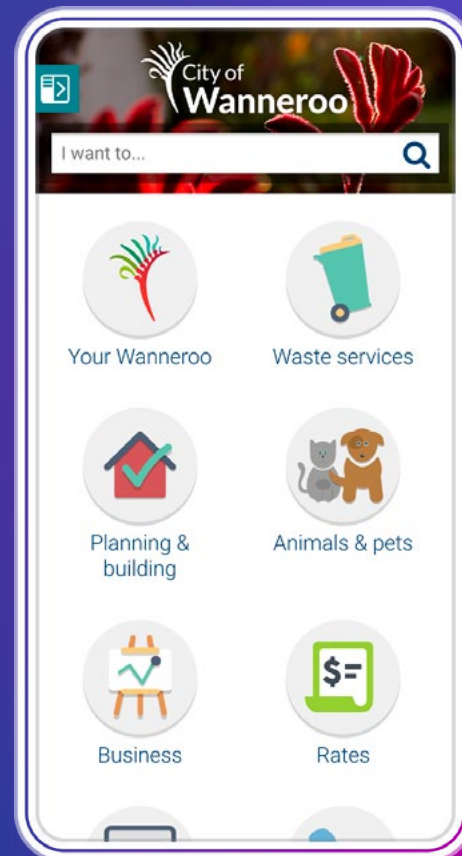 City of
Wanneroo
I want to...
Your Wanneroo
Waste services
Planning &
building
Animals & pets
$=
Business
Rates